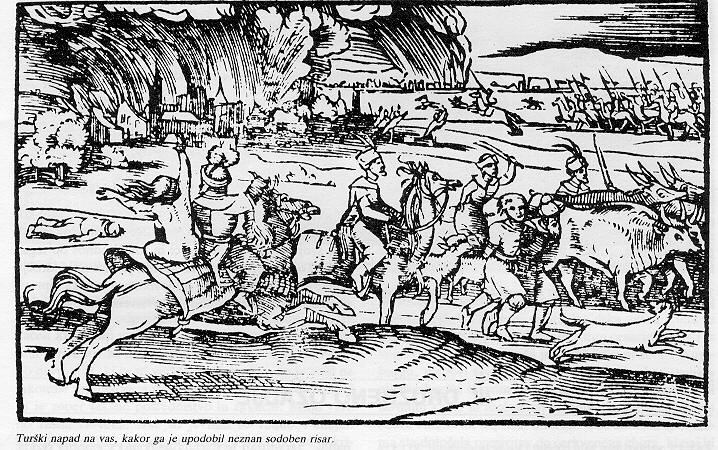 Turški napad na vas, kakor ga je upodobil neznan sodoben risar.